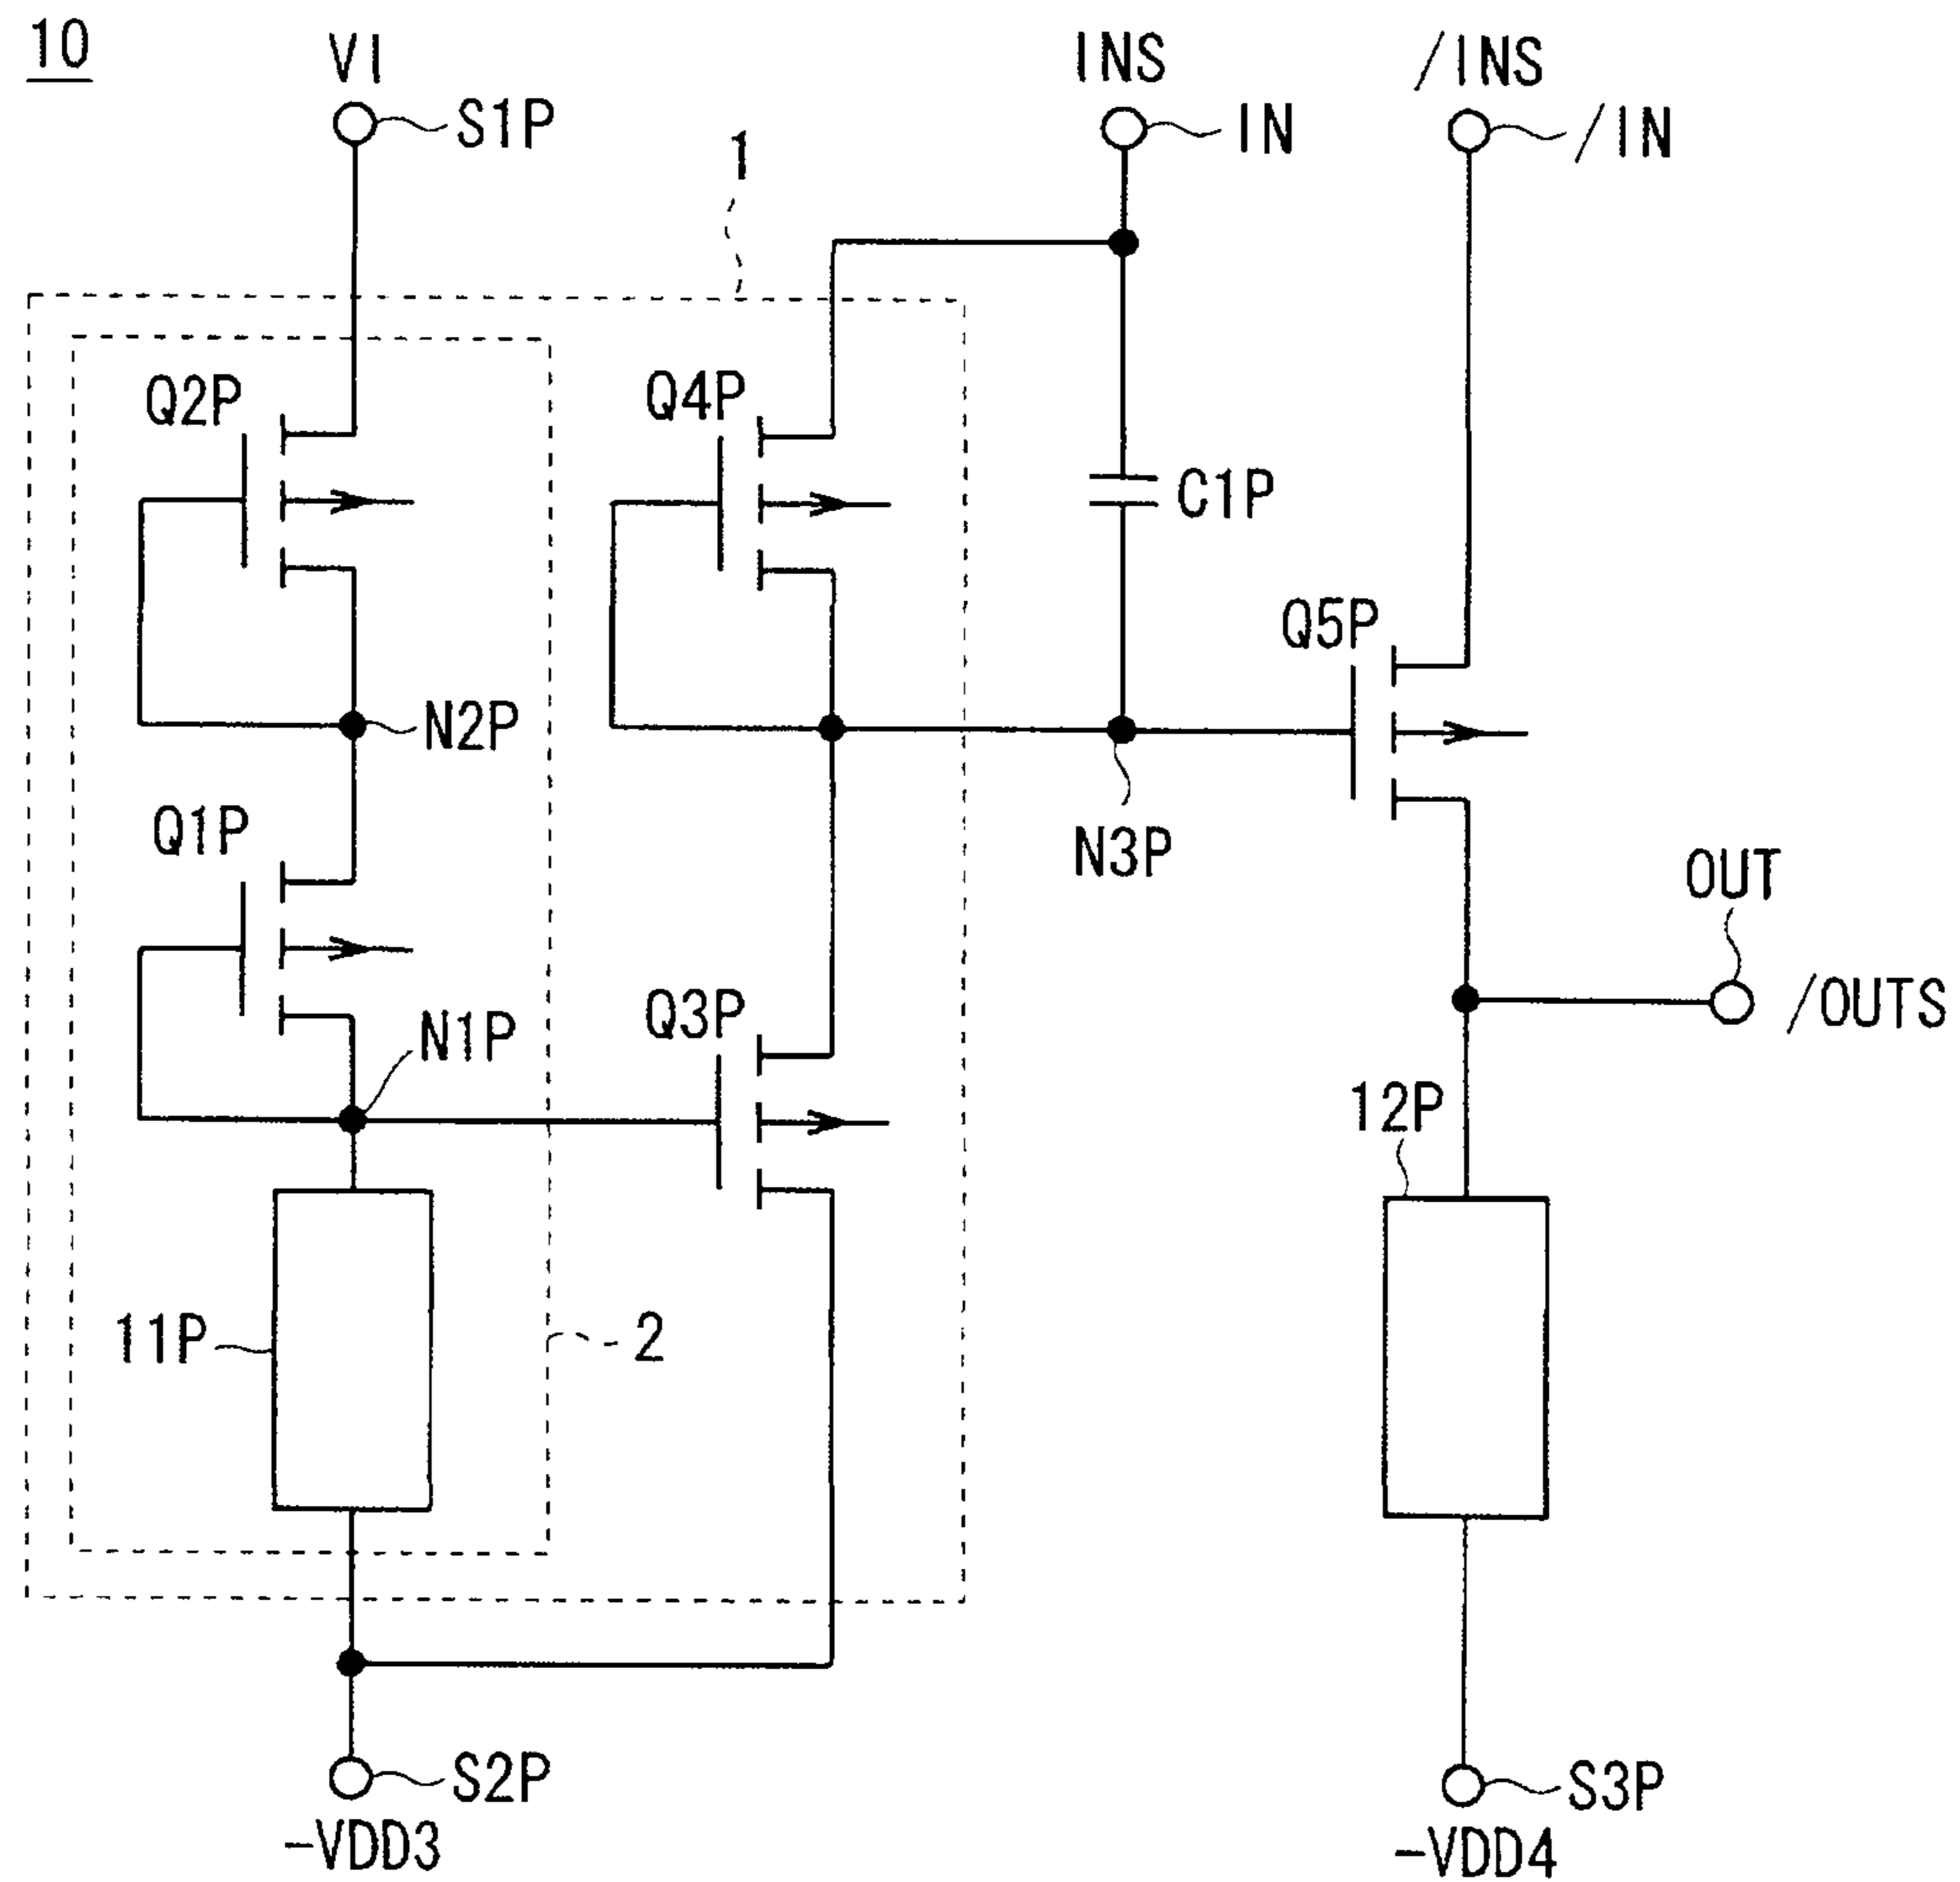 10
VI
S1P
INS
IN
/INS
/IN
1
Q2P
Q4P
C1P
Q5P
N2P
Q1P
N3P
OUT
Q3P
N1P
/OUTS
12P
11P
2
S2P
S3P
-VDD3
-VDD4